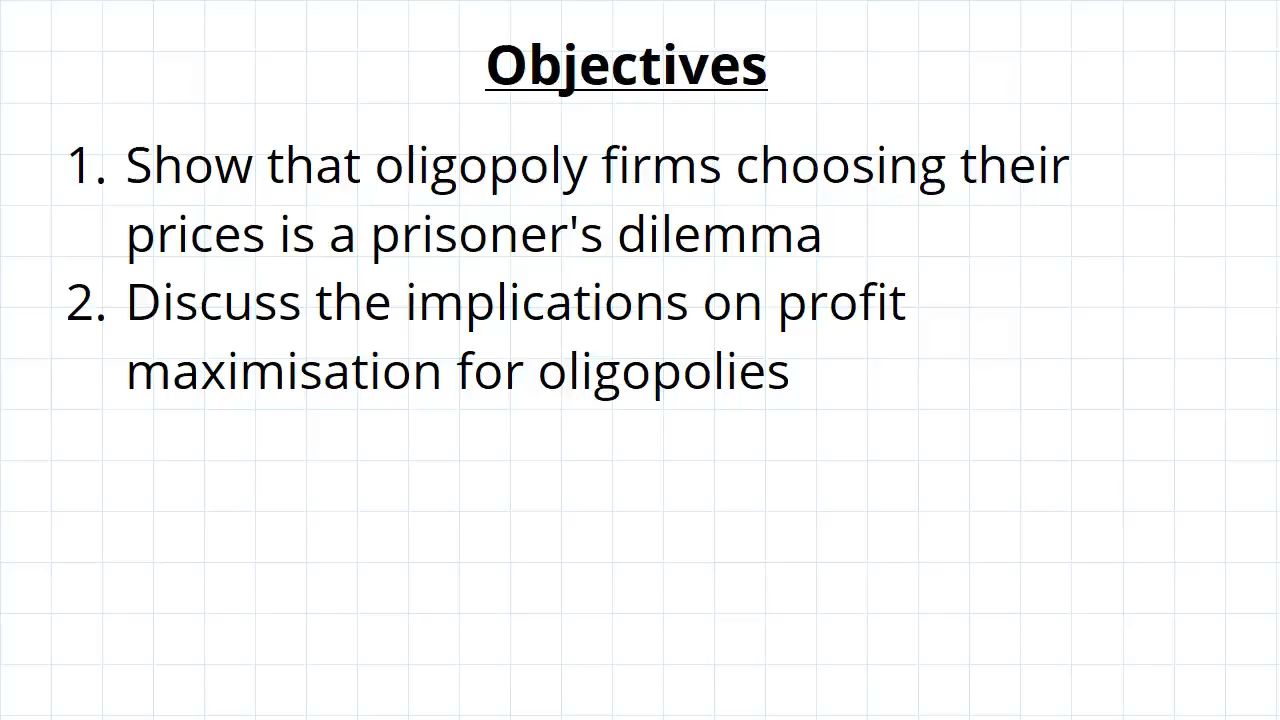 Objectives
1. Show that oligopoly firms choosing their
prices is a prisoner's dilemma
2. Discuss the implications on profit
maximisation for oligopolies